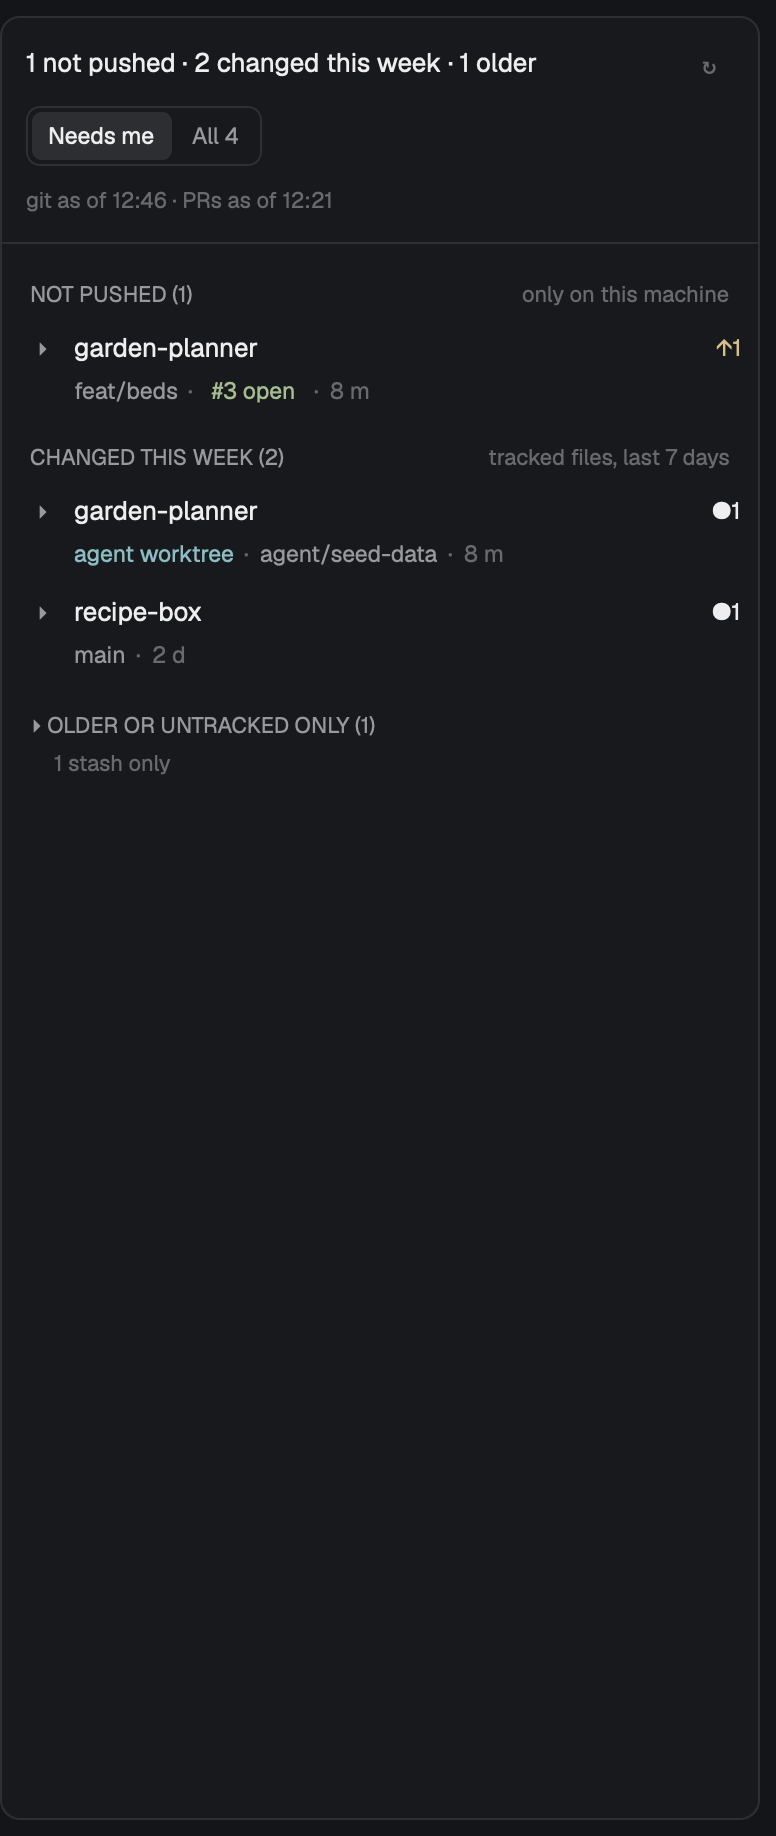 1 not pushed · 2 changed this week · 1 older ↻
Needs me All 4
git as of 12:46 · PRs as of 12:21
NOT PUSHED (1) only on this machine
garden-planner ↑1
feat/beds · #3 open · 8 m
CHANGED THIS WEEK (2) tracked files, last 7 days
garden-planner ●1
agent worktree · agent/seed-data · 8 m
recipe-box ●1
main · 2 d
OLDER OR UNTRACKED ONLY (1)
1 stash only